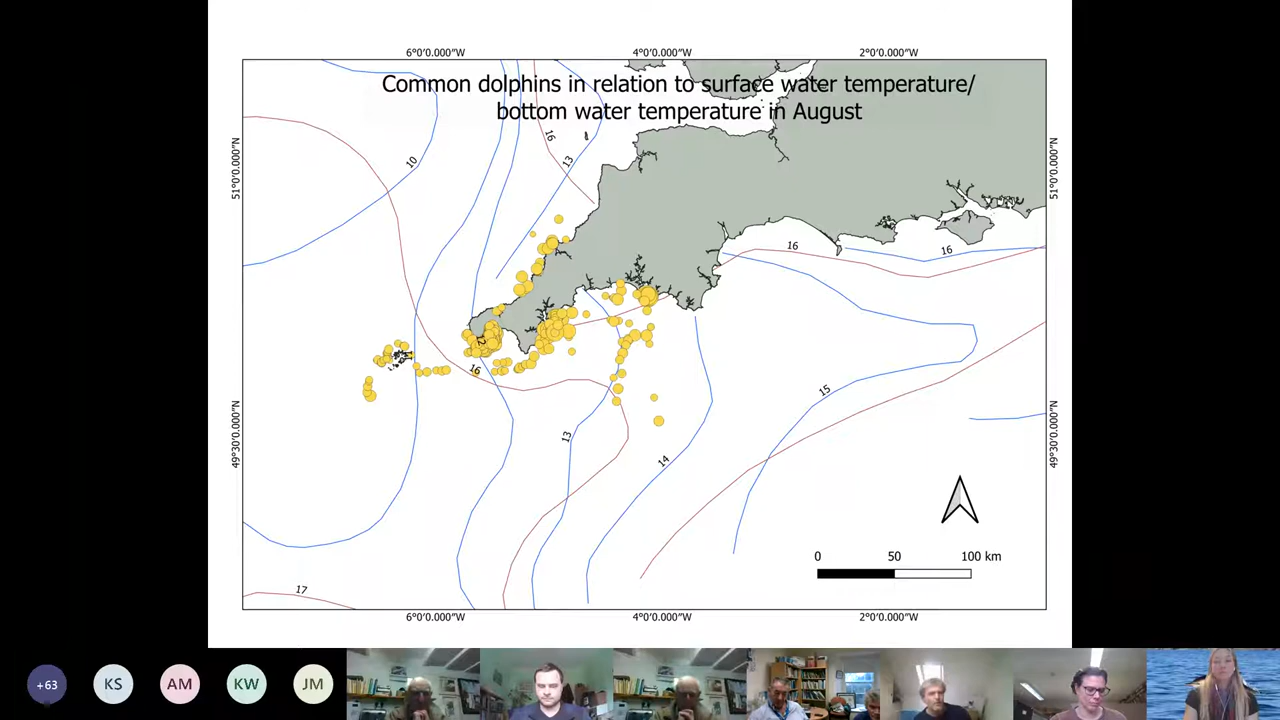 6°0'0.000"W 4°0'0.000"W 2°0'0.000"W
Common dolphins in relation to surface water temperature/
bottom water temperature in August
51°0'0.000"N
51°0'0.000"N
49°30'0.000"N
49°30'0.000"N
10
16
13
16
16
12
16
13
14
15
17
0 50 100 km
6°0'0.000"W 4°0'0.000"W 2°0'0.000"W
+63 KS AM KW JM